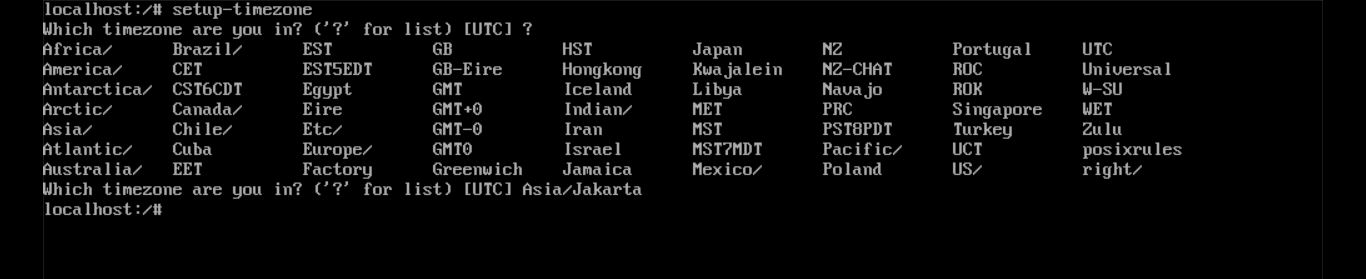 localhost:/# setup-timezone
Which timezone are you in? ('?' for list) [UTC] ?
Africa/ Brazil/ EST GB HST Japan NZ Portugal UTC
America/ CET EST5EDT GB-Eire Hongkong Kwajalein NZ-CHAT ROC Universal
Antarctica/ CST6CDT Egypt GMT Iceland Libya Navajo ROK W-SU
Arctic/ Canada/ Eire GMT+0 Indian/ MET PRC Singapore WET
Asia/ Chile/ Etc/ GMT-0 Iran MST PST8PDT Turkey Zulu
Atlantic/ Cuba Europe/ GMT0 Israel MST7MDT Pacific/ UCT posixrules
Australia/ EET Factory Greenwich Jamaica Mexico/ Poland US/ right/
Which timezone are you in? ('?' for list) [UTC] Asia/Jakarta
localhost:/#